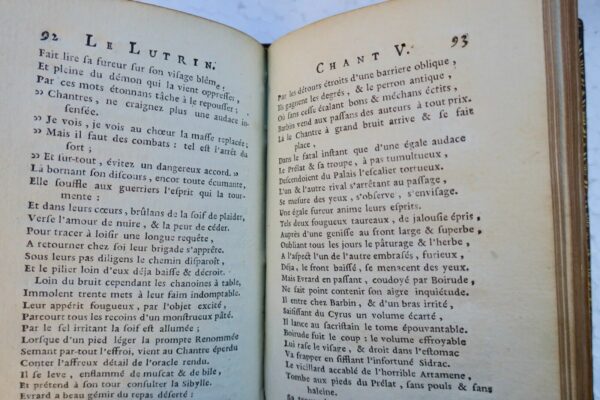 92 LE LUTRIN.
Fait lire sa fureur sur son visage blême,
Et pleine du démon qui la vient oppresser,
Par ces mots étonnans tâche à le repousser :
» Chantres, ne craignez plus une audace insensée.
» Je vois, je vois au chœur la masse replacée ;
» Mais il faut des combats : tel est l'arrêt du
sort ;
» Et sur-tout, évitez un dangereux accord. »
Là bornant son discours, encor toute écumante,
Elle souffle aux guerriers l'esprit qui la tourmente :
Et dans leurs cœurs, brûlans de la soif de plaider,
Verse l'amour de nuire, & la peur de céder.
Pour tracer à loisir une longue requête,
A retourner chez soi leur brigade s'apprête.
Sous leurs pas diligens le chemin disparoît,
Et le pilier loin d'eux déja baisse & décroît.
Loin du bruit cependant les chanoines à table,
Immolent trente mets à leur faim indomptable.
Leur appétit fougueux, par l'objet excité,
Parcourt tous les recoins d'un monstrueux pâté.
Par le sel irritant la soif est allumée ;
Lorsque d'un pied léger la prompte Renommée
Semant par-tout l'effroi, vient au Chantre éperdu
Conter l'affreux détail de l'oracle rendu.
Il se leve, enflammé de muscat & de bile,
Et prétend à son tour consulter la Sibylle.
Evrard a beau gémir du repas déserté :
CHANT V. 93
Par les détours étroits d'une barriere oblique,
Ils gagnent les degrés, & le perron antique,
Où sans cesse étalant bons & méchans écrits,
Barbin vend aux passans des auteurs à tout prix.
Là le Chantre à grand bruit arrive & se fait
place,
Dans le fatal instant que d'une égale audace
Le Prélat & sa troupe, à pas tumultueux,
Descendoient du Palais l'escalier tortueux.
L'un & l'autre rival s'arrêtant au passage,
Se mesure des yeux, s'observe, s'envisage.
Une égale fureur anime leurs esprits.
Tels deux fougueux taureaux, de jalousie épris,
Auprès d'une genisse au front large & superbe,
Oubliant tous les jours le pâturage & l'herbe,
A l'aspect l'un de l'autre embrasés, furieux,
Déja, le front baissé, se menacent des yeux.
Mais Evrard en passant, coudoyé par Boirude,
Ne fait point contenir son aigre inquiétude.
Il entre chez Barbin, & d'un bras irrité,
Saisissant du Cyrus un volume écarté,
Il lance au sacristain le tome épouvantable.
Boirude fuit le coup : le volume effroyable
Lui rase le visage, & droit dans l'estomac
Va frapper en sifflant l'infortuné Sidrac.
Le vieillard accablé de l'horrible Attamene,
Tombe aux pieds du Prélat, sans pouls & sans
haleine.